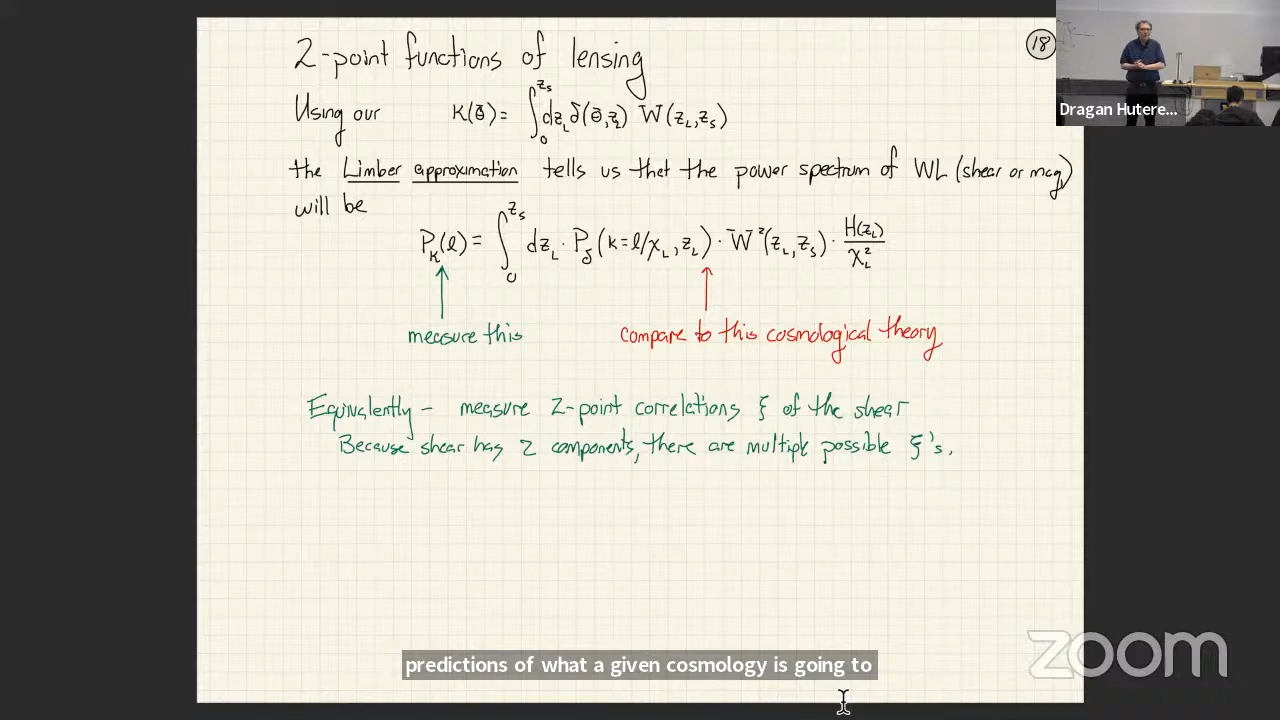 2-point functions of lensing
18
Using our κ(θ⃗) = ∫₀^{z_s} dz_L δ(θ⃗, z_L) W(z_L, z_s)
the Limber approximation tells us that the power spectrum of WL (shear or mag)
will be
P_κ(ℓ) = ∫₀^{z_s} dz_L · P_δ(k=ℓ/χ_L, z_L) · W²(z_L, z_s) · H(z_L)/χ_L²
measure this
compare to this cosmological theory
Equivalently - measure 2-point correlations ξ of the shear
Because shear has 2 components, there are multiple possible ξ's.
Dragan Hutere...
predictions of what a given cosmology is going to
zoom